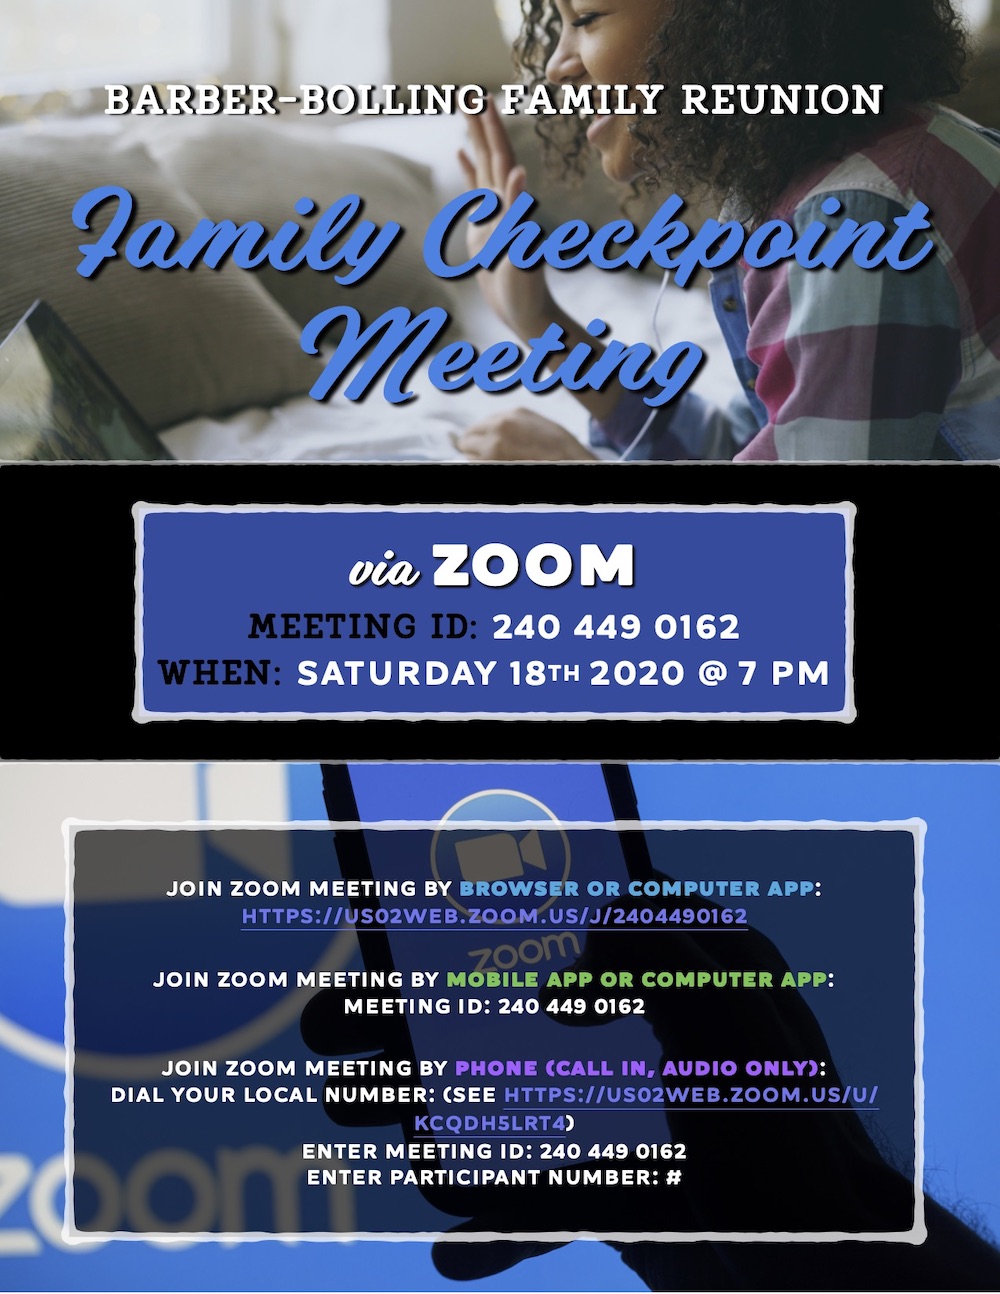 BARBER-BOLLING FAMILY REUNION
Family Checkpoint
Meeting
via ZOOM
MEETING ID: 240 449 0162
WHEN: SATURDAY 18TH 2020 @ 7 PM
zoom
JOIN ZOOM MEETING BY BROWSER OR COMPUTER APP:
HTTPS://US02WEB.ZOOM.US/J/2404490162
zoom
JOIN ZOOM MEETING BY MOBILE APP OR COMPUTER APP:
MEETING ID: 240 449 0162
JOIN ZOOM MEETING BY PHONE (CALL IN, AUDIO ONLY):
DIAL YOUR LOCAL NUMBER: (SEE HTTPS://US02WEB.ZOOM.US/U/
KCQDH5LRT4)
ENTER MEETING ID: 240 449 0162
ENTER PARTICIPANT NUMBER: #